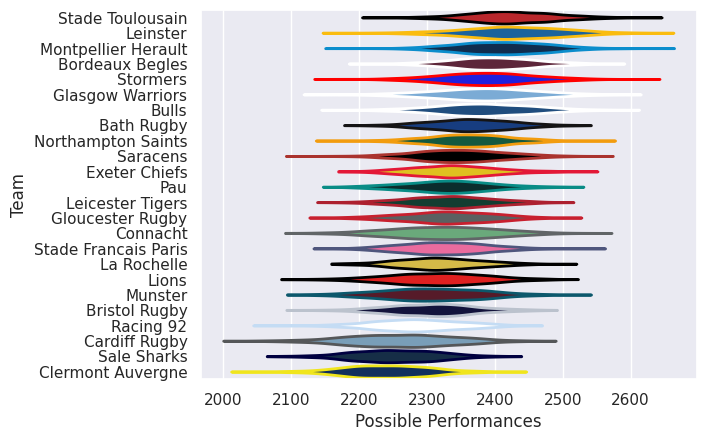 Stade Toulousain
Leinster
Montpellier Herault
Bordeaux Begles
Stormers
Glasgow Warriors
Bulls
Bath Rugby
Northampton Saints
Saracens
Exeter Chiefs
Pau
Leicester Tigers
Gloucester Rugby
Connacht
Stade Francais Paris
La Rochelle
Lions
Munster
Bristol Rugby
Racing 92
Cardiff Rugby
Sale Sharks
Clermont Auvergne
Team
2000 2100 2200 2300 2400 2500 2600
Possible Performances